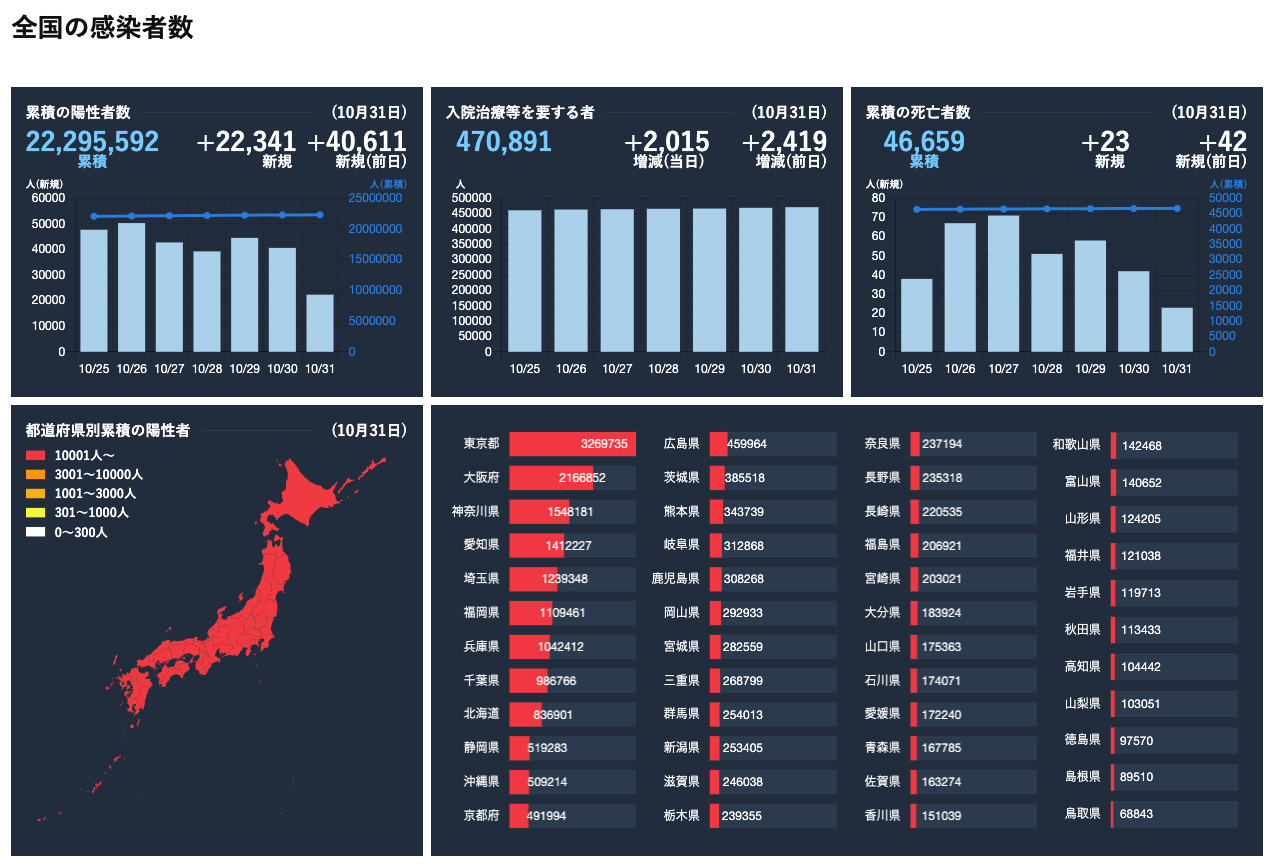 全国の感染者数
累積の陽性者数 (10月31日)
22,295,592 +22,341 +40,611
累積 新規 新規(前日)
人(新規) 人(累積)
60000 25000000
50000 20000000
40000 15000000
30000
20000 10000000
10000 5000000
0 0
10/25 10/26 10/27 10/28 10/29 10/30 10/31
入院治療等を要する者 (10月31日)
470,891 +2,015 +2,419
増減(当日) 増減(前日)
人
500000
450000
400000
350000
300000
250000
200000
150000
100000
50000
0
10/25 10/26 10/27 10/28 10/29 10/30 10/31
累積の死亡者数 (10月31日)
46,659 +23 +42
累積 新規 新規(前日)
人(新規) 人(累積)
80 50000
70 45000
60 40000
50 35000
40 30000
30 25000
20 20000
10 15000
0 10000
5000
0
10/25 10/26 10/27 10/28 10/29 10/30 10/31
都道府県別累積の陽性者 (10月31日)
10001人〜
3001〜10000人
1001〜3000人
301〜1000人
0〜300人
東京都 3269735
大阪府 2166852
神奈川県 1548181
愛知県 1412227
埼玉県 1239348
福岡県 1109461
兵庫県 1042412
千葉県 986766
北海道 836901
静岡県 519283
沖縄県 509214
京都府 491994
広島県 459964
茨城県 385518
熊本県 343739
岐阜県 312868
鹿児島県 308268
岡山県 292933
宮城県 282559
三重県 268799
群馬県 254013
新潟県 253405
滋賀県 246038
栃木県 239355
奈良県 237194
長野県 235318
長崎県 220535
福島県 206921
宮崎県 203021
大分県 183924
山口県 175363
石川県 174071
愛媛県 172240
青森県 167785
佐賀県 163274
香川県 151039
和歌山県 142468
富山県 140652
山形県 124205
福井県 121038
岩手県 119713
秋田県 113433
高知県 104442
山梨県 103051
徳島県 97570
島根県 89510
鳥取県 68843